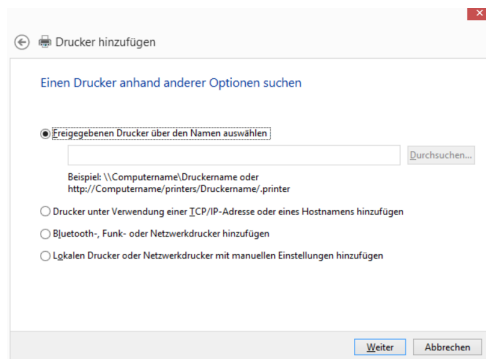 Drucker hinzufügen
Einen Drucker anhand anderer Optionen suchen
Freigegebenen Drucker über den Namen auswählen
Durchsuchen...
Beispiel: \\Computername\Druckername oder
http://Computername/printers/Druckername/.printer
Drucker unter Verwendung einer TCP/IP-Adresse oder eines Hostnamens hinzufügen
Bluetooth-, Funk- oder Netzwerkdrucker hinzufügen
Lokalen Drucker oder Netzwerkdrucker mit manuellen Einstellungen hinzufügen
Weiter Abbrechen